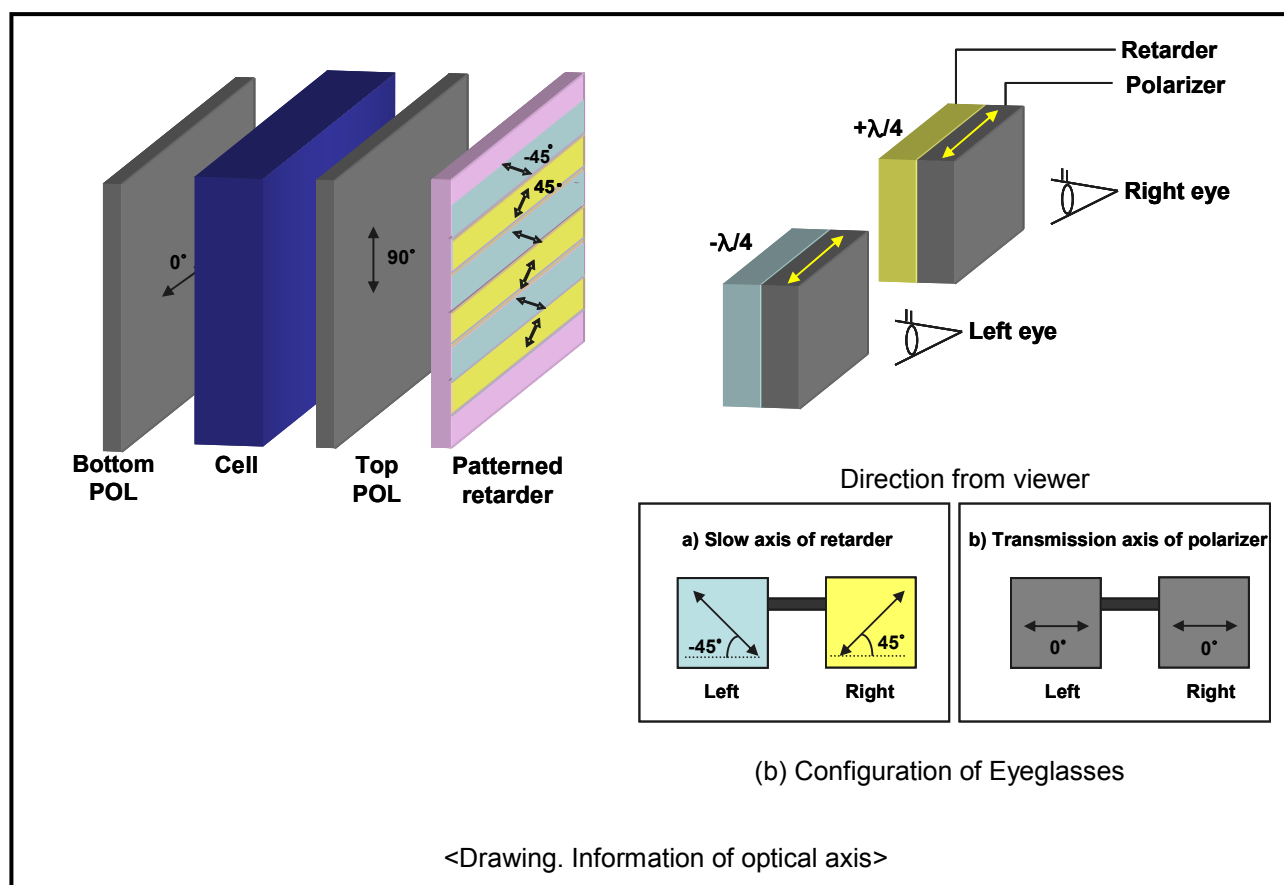 Retarder
Polarizer
+λ/4
Right eye
-λ/4
Left eye
0°
90°
-45°
45°
Bottom
POL
Cell
Top
POL
Patterned
retarder
Direction from viewer
a) Slow axis of retarder
-45°
45°
Left
Right
b) Transmission axis of polarizer
0°
0°
Left
Right
(b) Configuration of Eyeglasses
<Drawing. Information of optical axis>